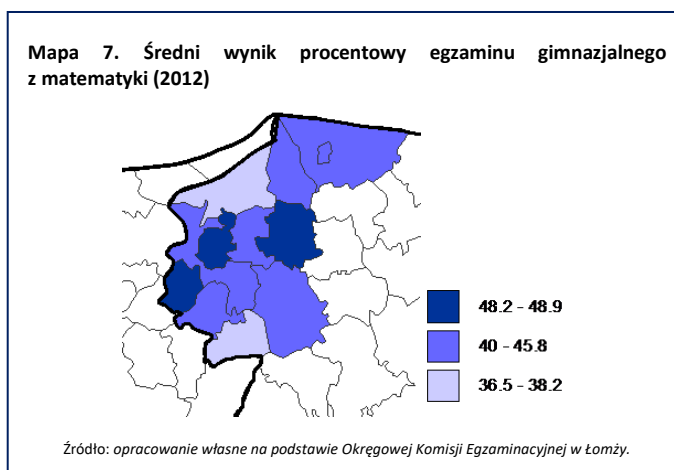 Mapa 7. Średni wynik procentowy egzaminu gimnazjalnego
z matematyki (2012)
48.2 - 48.9
40 - 45.8
36.5 - 38.2
Źródło: opracowanie własne na podstawie Okręgowej Komisji Egzaminacyjnej w Łomży.